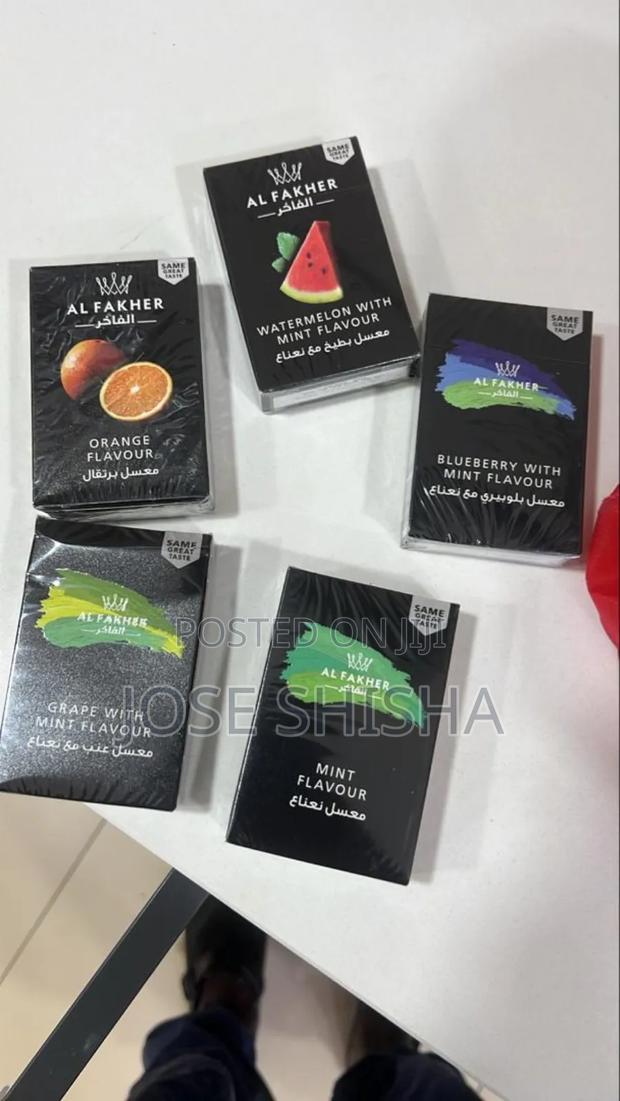 SAME
GREAT
TASTE
AL FAKHER
الفاخر
WATERMELON WITH
MINT FLAVOUR
معسل بطيخ مع نعناع
SAME
GREAT
TASTE
AL FAKHER
الفاخر
ORANGE
FLAVOUR
معسل برتقال
SAME
GREAT
TASTE
AL FAKHER
الفاخر
BLUEBERRY WITH
MINT FLAVOUR
معسل بلوبيري مع نعناع
SAME
GREAT
TASTE
AL FAKHER
الفاخر
GRAPE WITH
MINT FLAVOUR
معسل عنب مع نعناع
SAME
GREAT
TASTE
AL FAKHER
الفاخر
MINT
FLAVOUR
معسل نعناع
POSTED ON JIJI
JOSE SHISHA